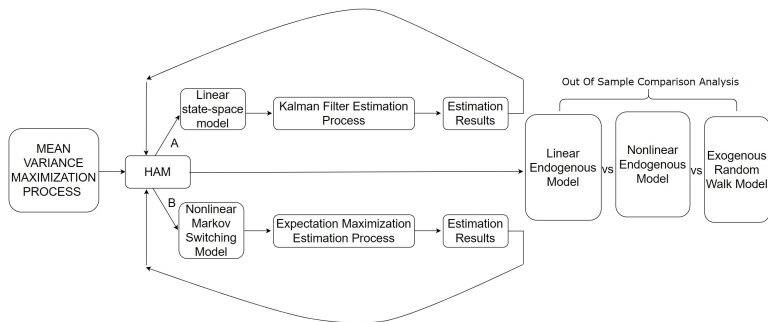 Out Of Sample Comparison Analysis
MEAN
VARIANCE
MAXIMIZATION
PROCESS
HAM
A
Linear
state-space
model
Kalman Filter Estimation
Process
Estimation
Results
B
Nonlinear
Markov
Switching
Model
Expectation Maximization
Estimation Process
Estimation
Results
Linear
Endogenous
Model
vs
Nonlinear
Endogenous
Model
vs
Exogenous
Random
Walk Model